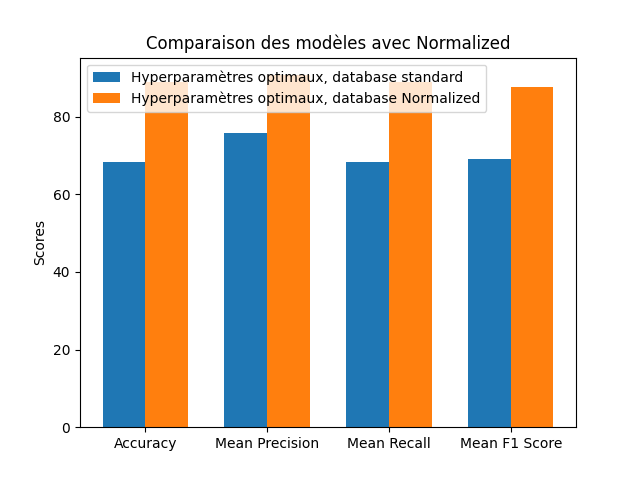 Comparaison des modèles avec Normalized
Hyperparamètres optimaux, database standard
Hyperparamètres optimaux, database Normalized
Scores
80
60
40
20
0
Accuracy
Mean Precision
Mean Recall
Mean F1 Score